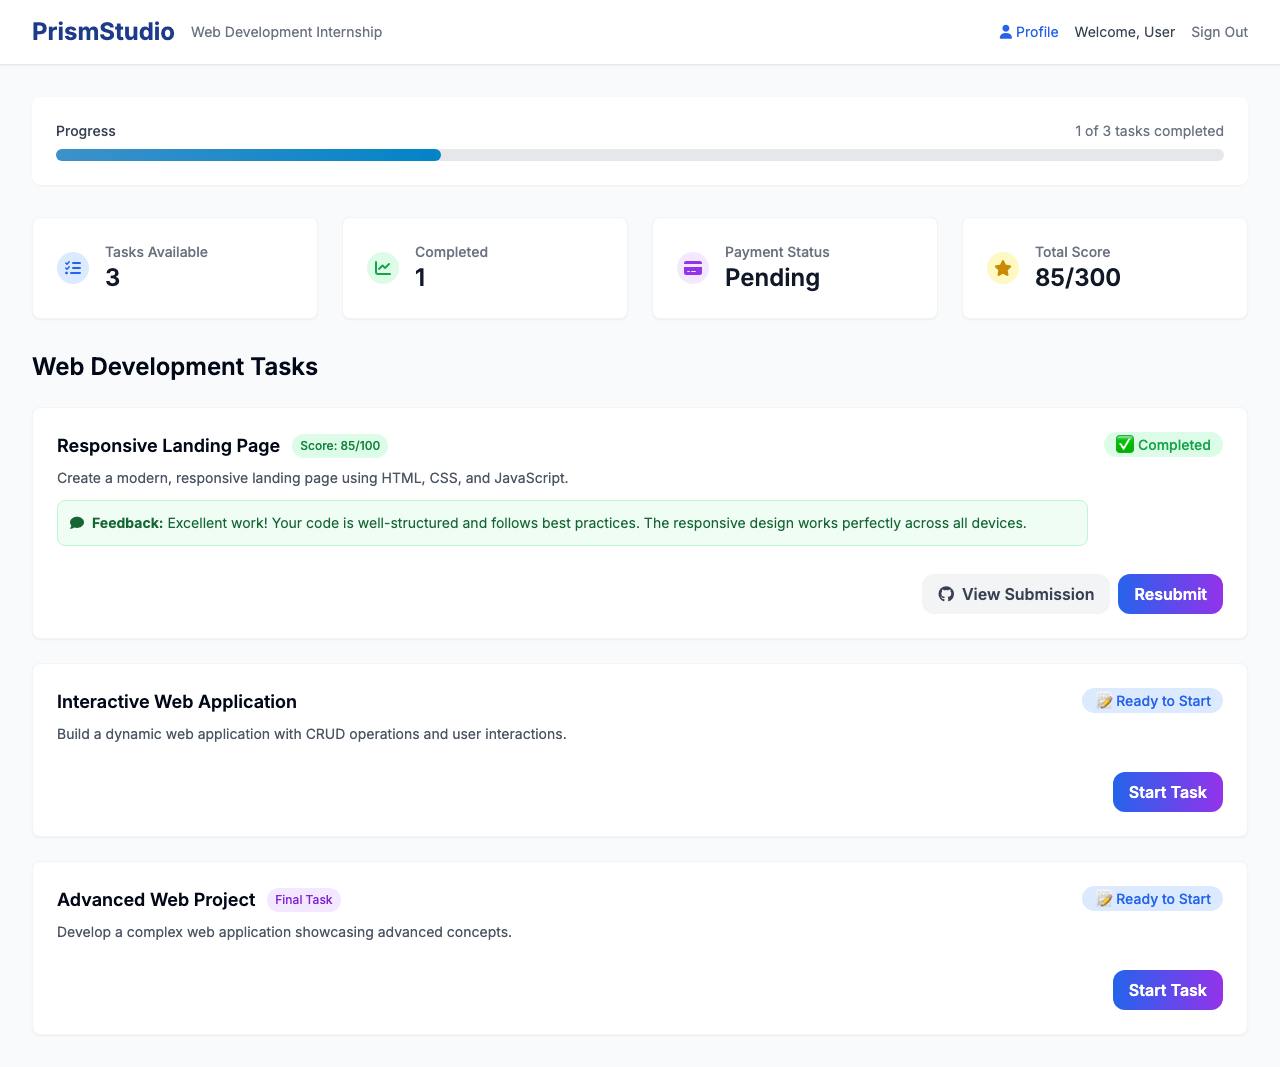 PrismStudio Web Development Internship Profile Welcome, User Sign Out
Progress 1 of 3 tasks completed
Tasks Available
3
Completed
1
Payment Status
Pending
Total Score
85/300
Web Development Tasks
Responsive Landing Page Score: 85/100 ✅ Completed
Create a modern, responsive landing page using HTML, CSS, and JavaScript.
Feedback: Excellent work! Your code is well-structured and follows best practices. The responsive design works perfectly across all devices.
View Submission Resubmit
Interactive Web Application 📝 Ready to Start
Build a dynamic web application with CRUD operations and user interactions.
Start Task
Advanced Web Project Final Task 📝 Ready to Start
Develop a complex web application showcasing advanced concepts.
Start Task